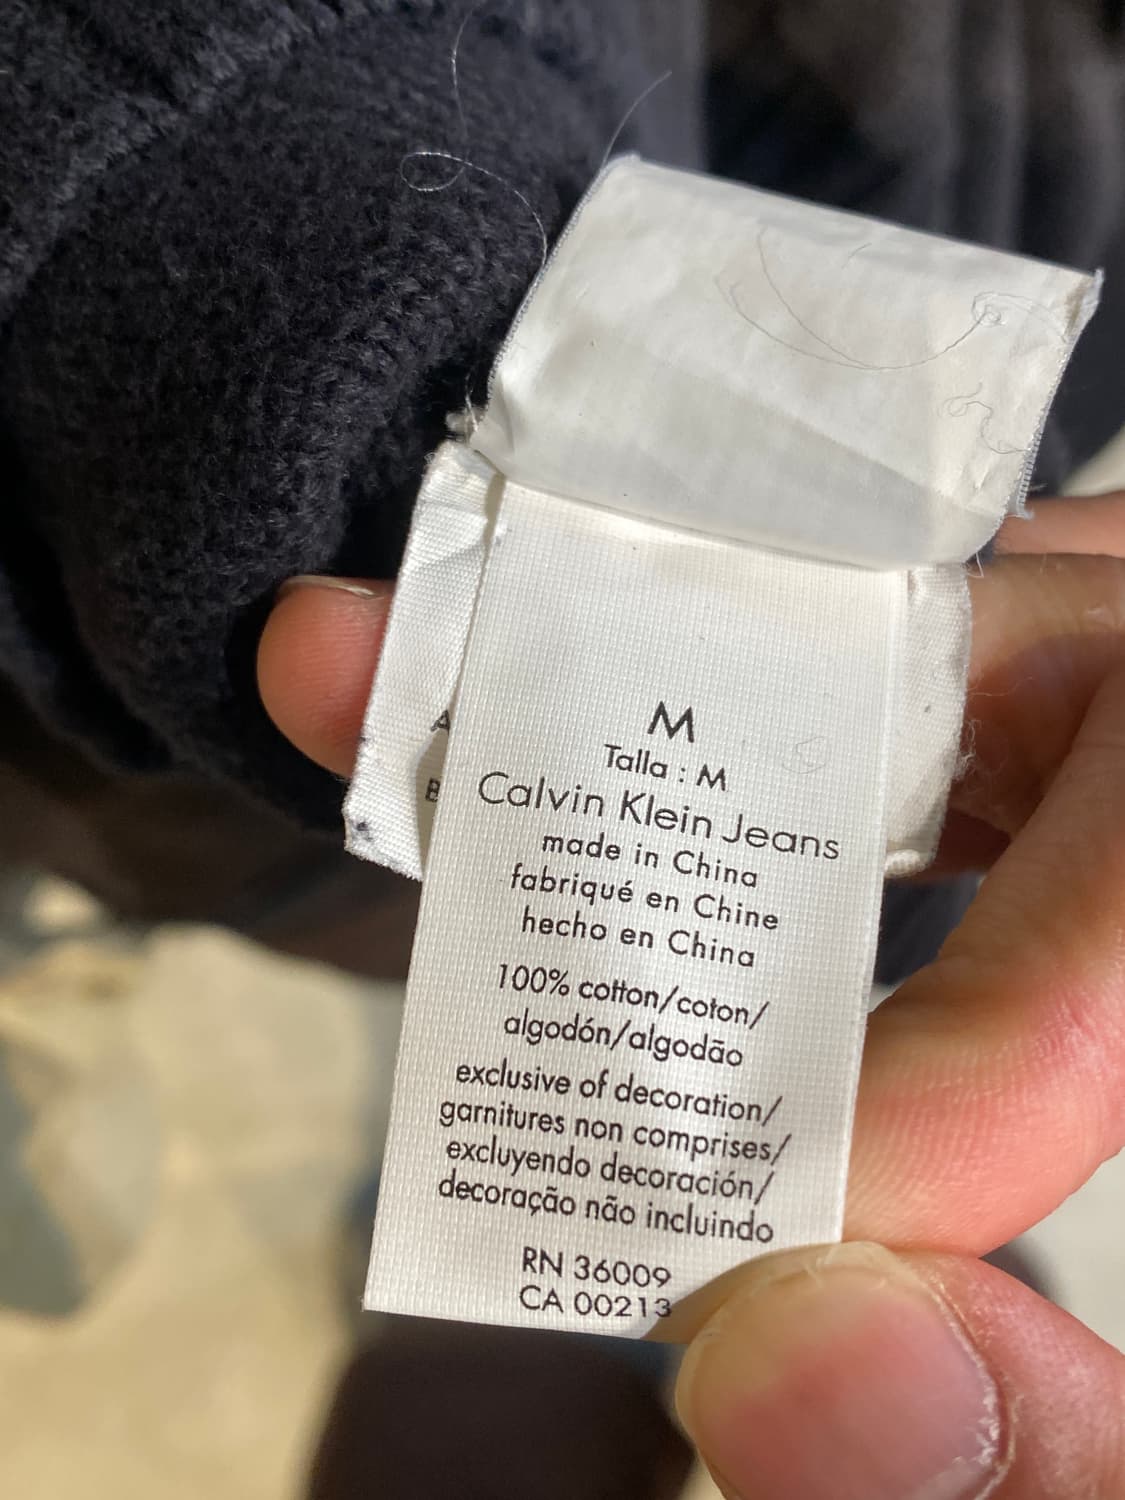 M
Talla : M
Calvin Klein Jeans
made in China
fabriqué en Chine
hecho en China
100% cotton/coton/
algodón/algodão
exclusive of decoration/
garnitures non comprises/
excluyendo decoración/
decoração não incluindo
RN 36009
CA 00213
A
B